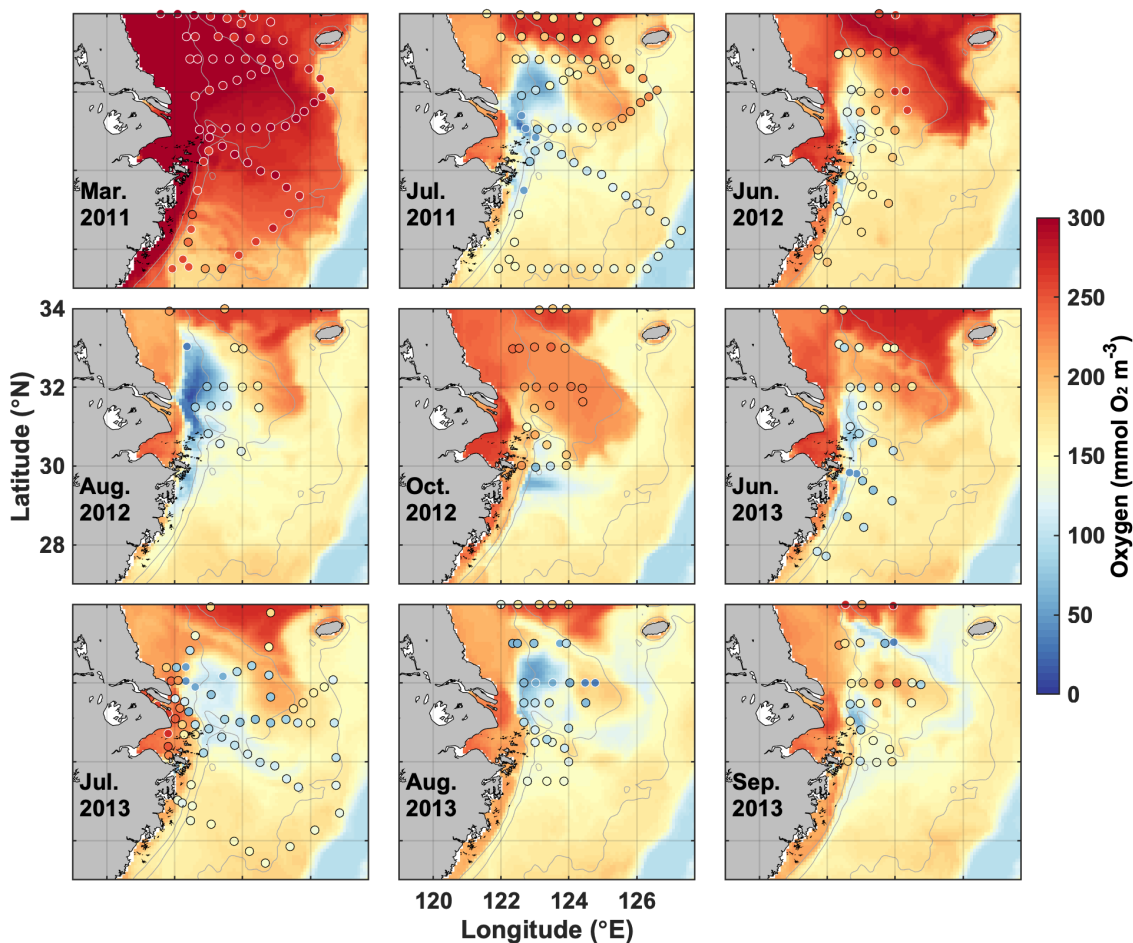 Mar.
2011
Jul.
2011
Jun.
2012
34
32
30
28
Aug.
2012
Oct.
2012
Jun.
2013
Jul.
2013
Aug.
2013
Sep.
2013
120
122
124
126
Latitude (°N)
Longitude (°E)
300
250
200
150
100
50
0
Oxygen (mmol O₂ m⁻³)